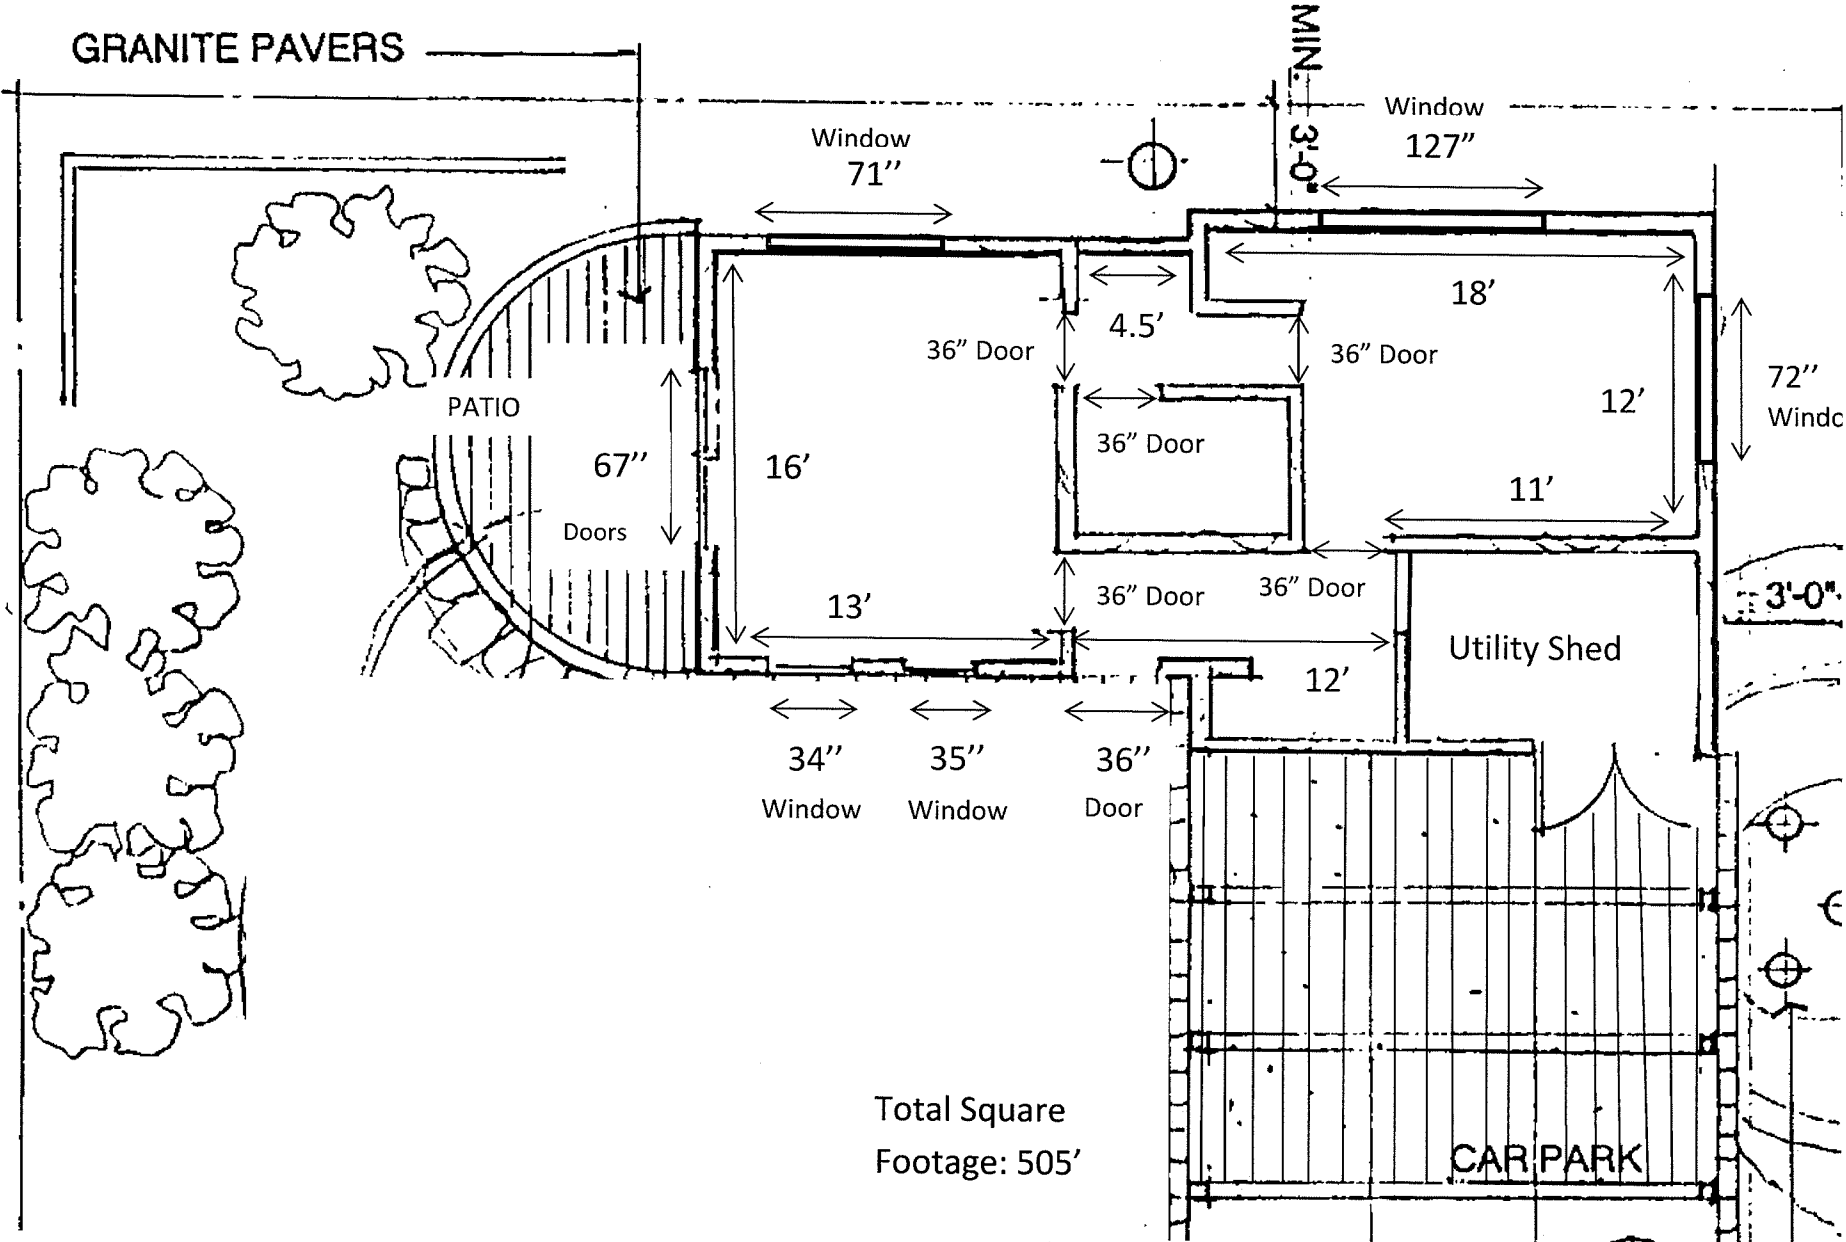 GRANITE PAVERS
MIN. 3'-0"
Window
127”
Window
71’’
18’
4.5’
36” Door
36” Door
72’’
Windo
12’
PATIO
36” Door
67’’
16’
11’
Doors
13’
36” Door
36” Door
3'-0"
Utility Shed
12’
34’’
Window
35’’
Window
36’’
Door
Total Square
Footage: 505’
CAR PARK